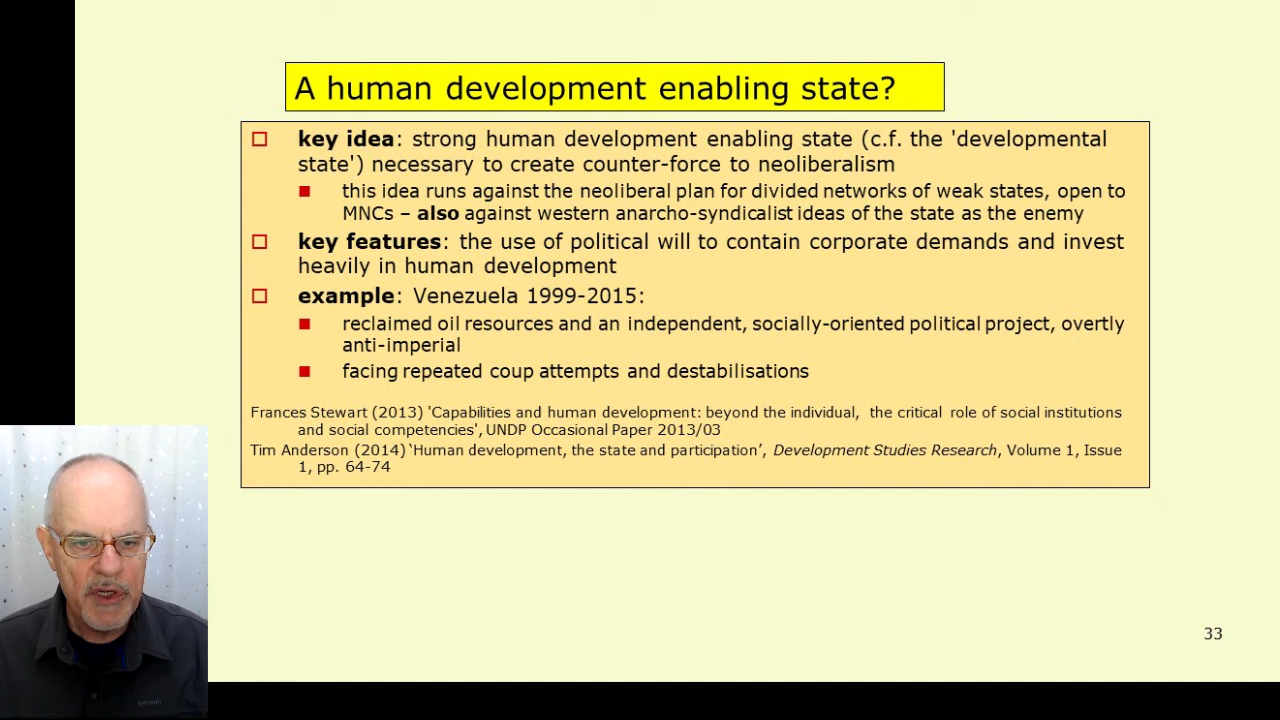 A human development enabling state?
key idea: strong human development enabling state (c.f. the 'developmental
state') necessary to create counter-force to neoliberalism
this idea runs against the neoliberal plan for divided networks of weak states, open to
MNCs – also against western anarcho-syndicalist ideas of the state as the enemy
key features: the use of political will to contain corporate demands and invest
heavily in human development
example: Venezuela 1999-2015:
reclaimed oil resources and an independent, socially-oriented political project, overtly
anti-imperial
facing repeated coup attempts and destabilisations
Frances Stewart (2013) 'Capabilities and human development: beyond the individual, the critical role of social institutions
and social competencies', UNDP Occasional Paper 2013/03
Tim Anderson (2014) 'Human development, the state and participation’, Development Studies Research, Volume 1, Issue
1, pp. 64-74
33